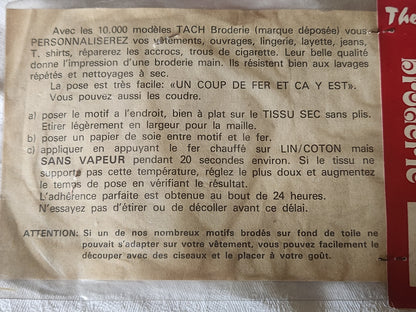 Avec les 10.000 modèles TACH Broderie (marque déposée) vous
PERSONNALISEREZ vos vêtements, ouvrages, lingerie, layette, jeans,
T. shirts, réparerez les accrocs, trous de cigarette. Leur belle qualité
donne l'impression d'une broderie main. Ils résistent bien aux lavages
répétés et nettoyages à sec.
La pose est très facile: «UN COUP DE FER ET CA Y EST».
Vous pouvez aussi les coudre.
a) poser le motif a l'endroit, bien à plat sur le TISSU SEC sans plis.
Etirer légèrement en largeur pour la maille.
b) poser un papier de soie entre motif et le fer.
c) appliquer en appuyant le fer chauffé sur LIN/COTON mais
SANS VAPEUR pendant 20 secondes environ. Si le tissu ne
supporte pas cette température, réglez le plus doux et augmentez
le temps de pose en vérifiant le résultat.
L'adhérence parfaite est obtenue au bout de 24 heures.
N'essayez pas d'étirer ou de décoller avant ce délai.
ATTENTION: Si un de nos nombreux motifs brodés sur fond de toile ne
pouvait s'adapter sur votre vêtement, vous pouvez facilement le
découper avec des ciseaux et le placer à votre goût.
The
Broderie